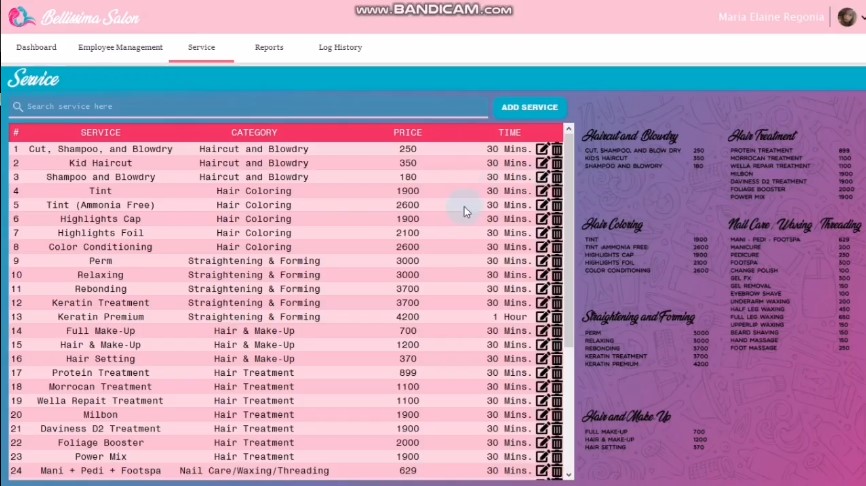 www.BANDICAM.com
Bellissima Salon
Maria Elaine Regonia
Dashboard Employee Management Service Reports Log History
Service
Search service here
ADD SERVICE
# SERVICE CATEGORY PRICE TIME
1 Cut, Shampoo, and Blowdry Haircut and Blowdry 250 30 Mins.
2 Kid Haircut Haircut and Blowdry 350 30 Mins.
3 Shampoo and Blowdry Haircut and Blowdry 180 30 Mins.
4 Tint Hair Coloring 1900 30 Mins.
5 Tint (Ammonia Free) Hair Coloring 2600 30 Mins.
6 Highlights Cap Hair Coloring 1900 30 Mins.
7 Highlights Foil Hair Coloring 2100 30 Mins.
8 Color Conditioning Hair Coloring 2600 30 Mins.
9 Perm Straightening & Forming 3000 30 Mins.
10 Relaxing Straightening & Forming 3000 30 Mins.
11 Rebonding Straightening & Forming 3700 30 Mins.
12 Keratin Treatment Straightening & Forming 3700 30 Mins.
13 Keratin Premium Straightening & Forming 4200 1 Hour
14 Full Make-Up Hair & Make-Up 700 30 Mins.
15 Hair & Make-Up Hair & Make-Up 1200 30 Mins.
16 Hair Setting Hair & Make-Up 370 30 Mins.
17 Protein Treatment Hair Treatment 899 30 Mins.
18 Morrocan Treatment Hair Treatment 1100 30 Mins.
19 Wella Repait Treatment Hair Treatment 1100 30 Mins.
20 Milbon Hair Treatment 1900 30 Mins.
21 Daviness D2 Treatment Hair Treatment 1900 30 Mins.
22 Foliage Booster Hair Treatment 2000 30 Mins.
23 Power Mix Hair Treatment 1900 30 Mins.
24 Mani + Pedi + Footspa Nail Care/Waxing/Threading 629 30 Mins.
Haircut and Blowdry
CUT, SHAMPOO, AND BLOW DRY 250
KIDS HAIRCUT 350
SHAMPOO AND BLOWDRY 180
Hair Coloring
TINT 1900
TINT (AMMONIA FREE) 2600
HIGHLIGHTS CAP 1900
HIGHLIGHTS FOIL 2100
COLOR CONDITIONING 2600
Straightening and Forming
PERM 3000
RELAXING 3000
REBONDING 3700
KERATIN TREATMENT 3700
KERATIN PREMIUM 4200
Hair and Make Up
FULL MAKE-UP 700
HAIR & MAKE-UP 1200
HAIR SETTING 370
Hair Treatment
PROTEIN TREATMENT 899
MORROCAN TREATMENT 1100
WELLA REPAIR TREATMENT 1100
MILBON 1900
DAVINESS D2 TREATMENT 1900
FOLIAGE BOOSTER 2000
POWER MIX 1900
Nail Care / Waxing / Threading
MANI + PEDI + FOOTSPA 629
MANICURE
PEDICURE
FOOTSPA
CHANGE POLISH 100
GEL FX
GEL REMOVAL
EYEBROW SHAVE 100
UNDERARM WAXING
HALF LEG WAXING
FULL LEG WAXING
UPPERLIP WAXING
BEARD SHAVING
HAND MASSAGE
FOOT MASSAGE